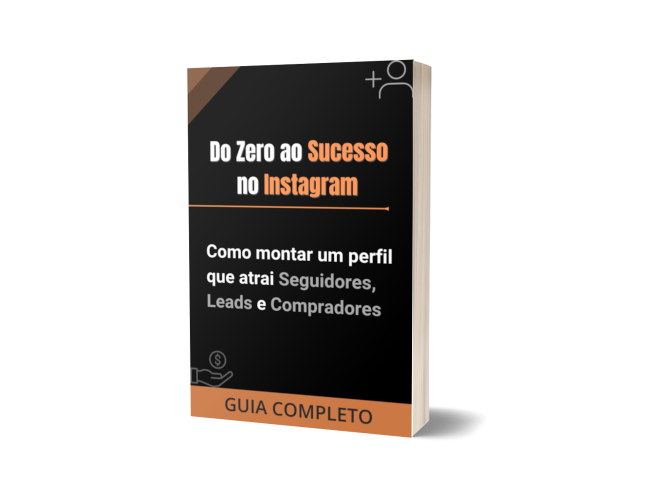 Do Zero ao Sucesso
no Instagram
Como montar um perfil
que atrai Seguidores,
Leads e Compradores
$
GUIA COMPLETO